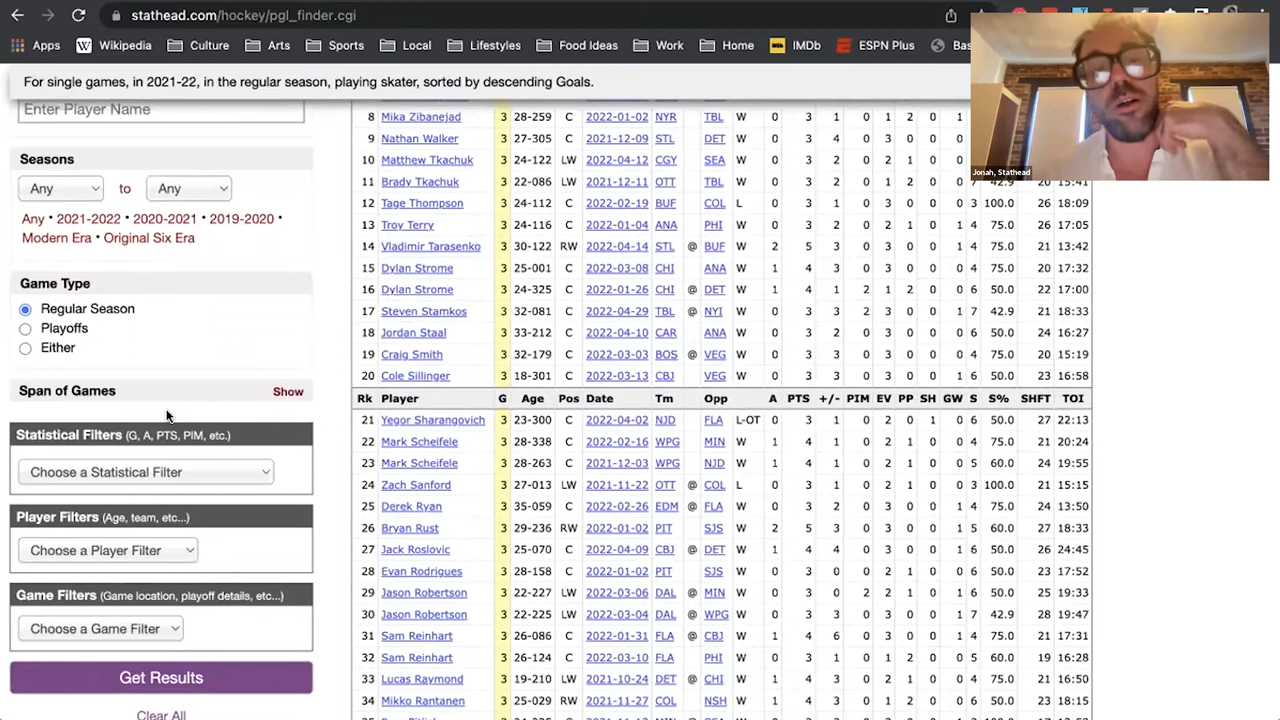 stathead.com/hockey/pgl_finder.cgi
Apps Wikipedia Culture Arts Sports Local Lifestyles Food Ideas Work Home IMDb ESPN Plus Bas
For single games, in 2021-22, in the regular season, playing skater, sorted by descending Goals.
Jonah, Stathead
Enter Player Name
Seasons
Any to Any
Any • 2021-2022 • 2020-2021 • 2019-2020 •
Modern Era • Original Six Era
Game Type
Regular Season
Playoffs
Either
Span of Games Show
Statistical Filters (G, A, PTS, PIM, etc.)
Choose a Statistical Filter
Player Filters (Age, team, etc...)
Choose a Player Filter
Game Filters (Game location, playoff details, etc...)
Choose a Game Filter
Get Results
Clear All
8 Mika Zibanejad 3 28-259 C 2022-01-02 NYR TBL W 0 3 1 0 1 2 0 1
9 Nathan Walker 3 27-305 C 2021-12-09 STL DET W 0 3 4 0 3 0 0
10 Matthew Tkachuk 3 24-122 LW 2022-04-12 CGY SEA W 0 3 2 0 2 1 0 0
11 Brady Tkachuk 3 22-086 LW 2021-12-11 OTT TBL W 0 3 2 0 1 2 0 0 7 42.9 20 15:41
12 Tage Thompson 3 24-112 C 2022-02-19 BUF COL L 0 3 1 0 3 0 0 0 3 100.0 26 18:09
13 Troy Terry 3 24-116 C 2022-01-04 ANA PHI W 0 3 2 0 2 1 0 1 4 75.0 26 17:05
14 Vladimir Tarasenko 3 30-122 RW 2022-04-14 STL @ BUF W 2 5 3 0 3 0 0 1 4 75.0 21 13:42
15 Dylan Strome 3 25-001 C 2022-03-08 CHI ANA W 1 4 3 0 3 0 0 0 4 75.0 20 17:32
16 Dylan Strome 3 24-325 C 2022-01-26 CHI @ DET W 1 4 1 2 1 2 0 0 6 50.0 22 17:00
17 Steven Stamkos 3 32-081 C 2022-04-29 TBL @ NYI W 0 3 3 2 3 0 0 1 7 42.9 21 18:33
18 Jordan Staal 3 33-212 C 2022-04-10 CAR ANA W 0 3 2 0 3 0 0 0 6 50.0 24 16:27
19 Craig Smith 3 32-179 C 2022-03-03 BOS @ VEG W 0 3 3 0 3 0 0 0 4 75.0 20 15:19
20 Cole Sillinger 3 18-301 C 2022-03-13 CBJ VEG W 0 3 3 0 3 0 0 1 6 50.0 23 16:58
Rk Player G Age Pos Date Tm Opp A PTS +/- PIM EV PP SH GW S S% SHFT TOI
21 Yegor Sharangovich 3 23-300 C 2022-04-02 NJD FLA L-OT 0 3 1 0 2 0 1 0 6 50.0 27 22:13
22 Mark Scheifele 3 28-338 C 2022-02-16 WPG MIN W 1 4 1 0 2 1 0 1 4 75.0 21 20:24
23 Mark Scheifele 3 28-263 C 2021-12-03 WPG NJD W 1 4 1 0 2 1 0 0 5 60.0 24 19:55
24 Zach Sanford 3 27-013 LW 2021-11-22 OTT @ COL L 0 3 1 0 3 0 0 0 3 100.0 21 15:15
25 Derek Ryan 3 35-059 C 2022-02-26 EDM @ FLA W 0 3 2 0 3 0 0 1 4 75.0 24 13:50
26 Bryan Rust 3 29-236 RW 2022-01-02 PIT SJS W 2 5 3 0 3 0 0 1 5 60.0 27 18:33
27 Jack Roslovic 3 25-070 C 2022-04-09 CBJ @ DET W 1 4 4 0 3 0 0 1 6 50.0 26 24:45
28 Evan Rodrigues 3 28-158 C 2022-01-02 PIT SJS W 0 3 1 0 2 1 0 0 6 50.0 23 17:52
29 Jason Robertson 3 22-227 LW 2022-03-06 DAL @ MIN W 0 3 0 2 2 1 0 1 6 50.0 25 19:33
30 Jason Robertson 3 22-225 LW 2022-03-04 DAL @ WPG W 0 3 3 0 3 0 0 1 7 42.9 28 19:47
31 Sam Reinhart 3 26-086 C 2022-01-31 FLA @ CBJ W 1 4 6 0 3 0 0 1 4 75.0 21 17:31
32 Sam Reinhart 3 26-124 C 2022-03-10 FLA PHI W 0 3 1 0 1 2 0 0 5 60.0 19 16:28
33 Lucas Raymond 3 19-210 LW 2021-10-24 DET @ CHI W 1 4 3 0 2 1 0 0 4 75.0 21 16:50
34 Mikko Rantanen 3 25-029 RW 2021-11-27 COL NSH W 0 3 1 0 1 2 0 0 6 50.0 23 18:15